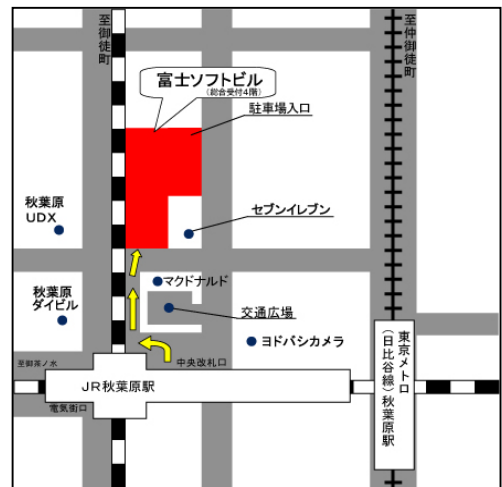 至御徒町
至仲御徒町
富士ソフトビル
(総合受付4階)
駐車場入口
秋葉原
UDX
セブンイレブン
マクドナルド
秋葉原
ダイビル
交通広場
ヨドバシカメラ
至御茶ノ水
中央改札口
JR秋葉原駅
電気街口
東京メトロ
(日比谷線)秋葉原駅